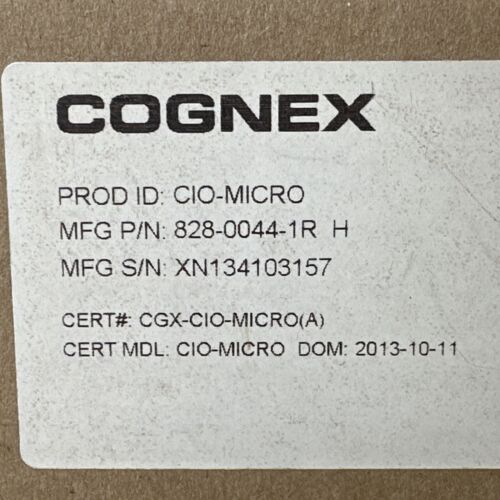 COGNEX
PROD ID: CIO-MICRO
MFG P/N: 828-0044-1R H
MFG S/N: XN134103157
CERT#: CGX-CIO-MICRO(A)
CERT MDL: CIO-MICRO DOM: 2013-10-11